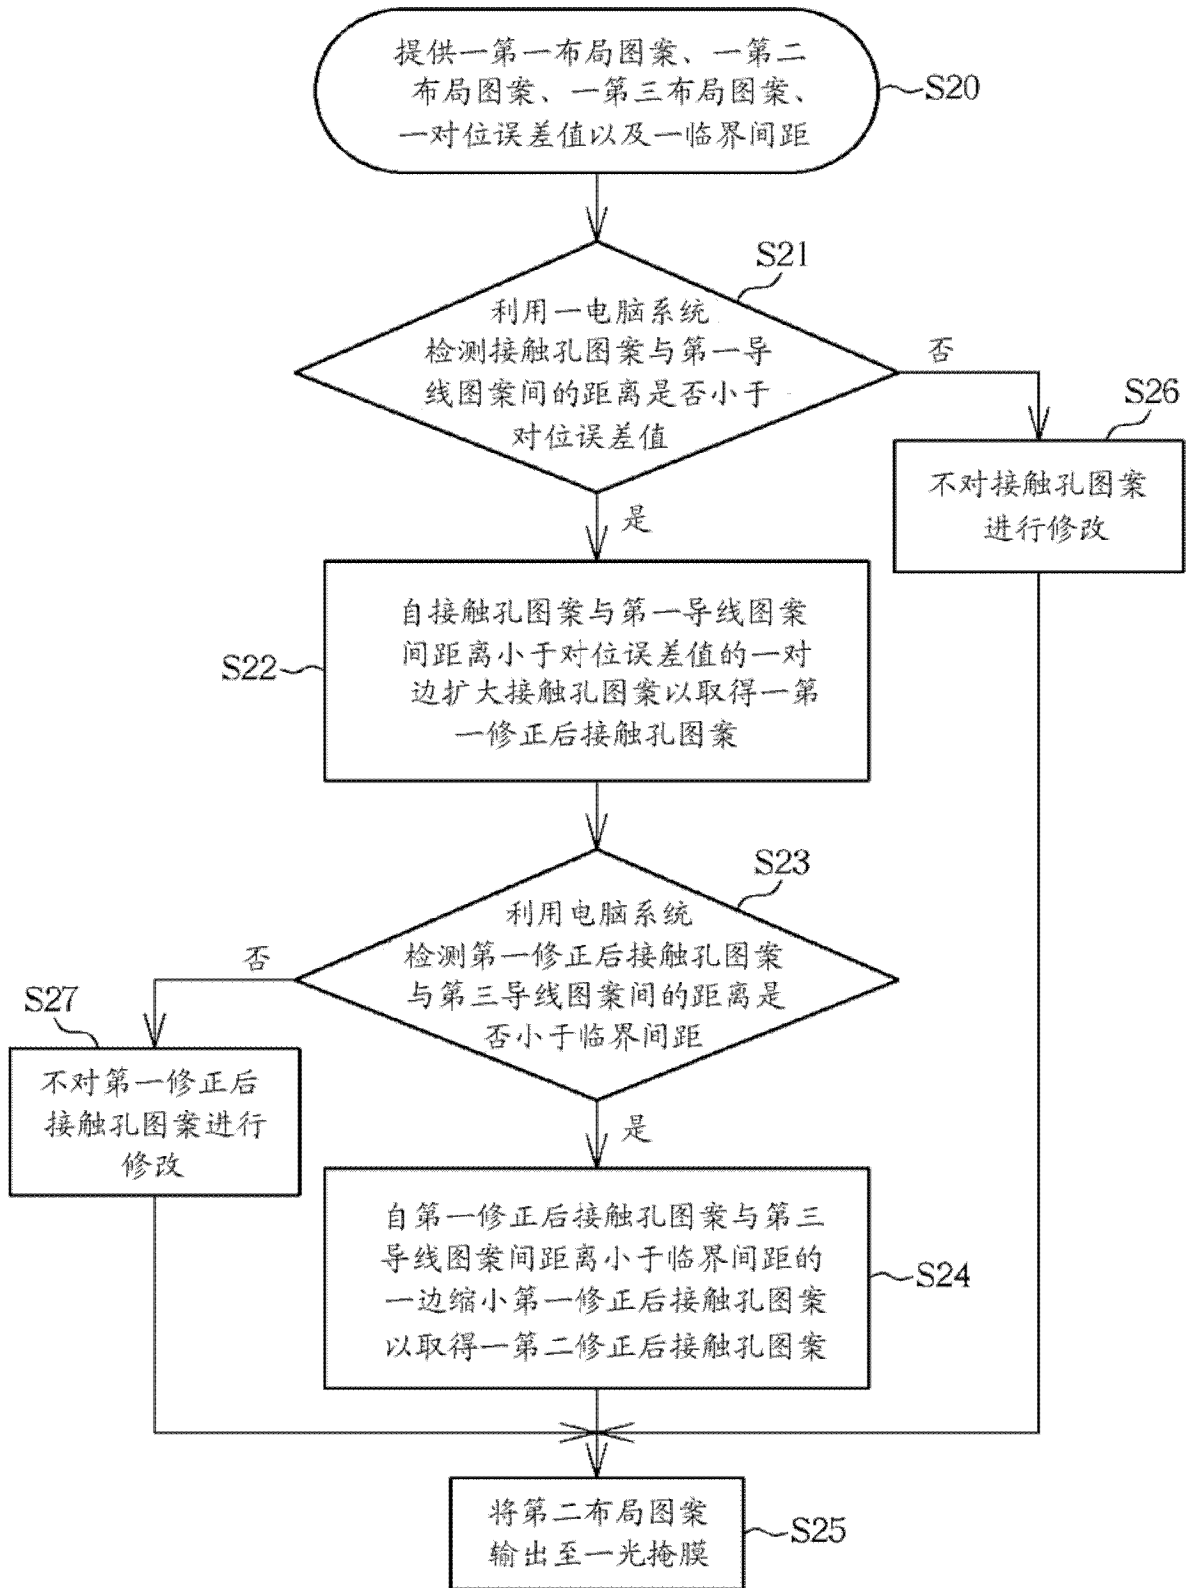 提供一第一布局图案、一第二
布局图案、一第三布局图案、
一对位误差值以及一临界间距
S20
S21
利用一电脑系统
检测接触孔图案与第一导
线图案间的距离是否小于
对位误差值
否
S26
不对接触孔图案
进行修改
是
自接触孔图案与第一导线图案
间距离小于对位误差值的一对
边扩大接触孔图案以取得一第
一修正后接触孔图案
S22
S23
利用电脑系统
检测第一修正后接触孔图案
与第三导线图案间的距离是
否小于临界间距
否
S27
不对第一修正后
接触孔图案进行
修改
是
自第一修正后接触孔图案与第三
导线图案间距离小于临界间距的
一边缩小第一修正后接触孔图案
以取得一第二修正后接触孔图案
S24
将第二布局图案
输出至一光掩膜
S25